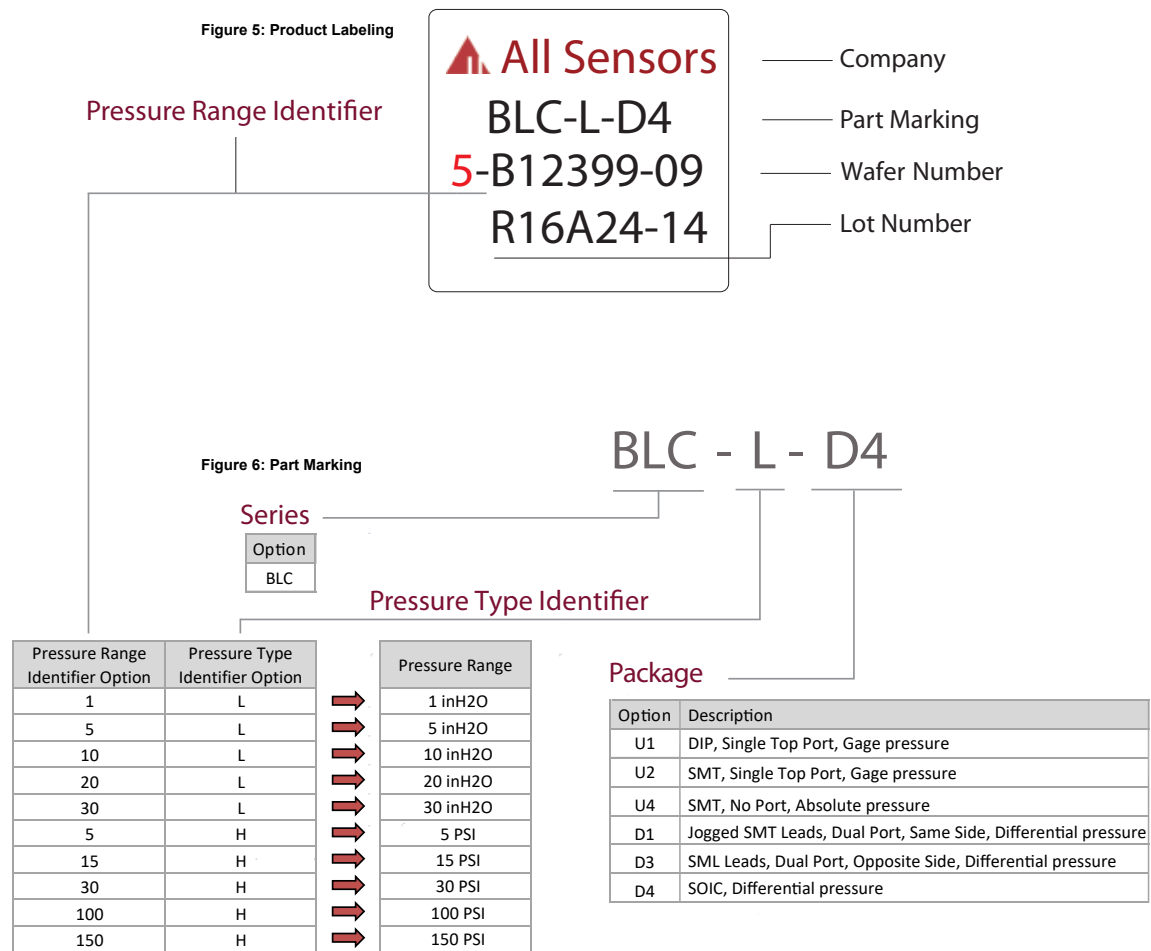 Figure 5: Product Labeling
All Sensors
Company
Pressure Range Identifier
BLC-L-D4
Part Marking
5-B12399-09
Wafer Number
R16A24-14
Lot Number
BLC - L - D4
Figure 6: Part Marking
Series
Option
BLC
Pressure Type Identifier
Pressure Range Identifier Option
Pressure Type Identifier Option
Pressure Range
1 L 1 inH2O
5 L 5 inH2O
10 L 10 inH2O
20 L 20 inH2O
30 L 30 inH2O
5 H 5 PSI
15 H 15 PSI
30 H 30 PSI
100 H 100 PSI
150 H 150 PSI
Package
Option Description
U1 DIP, Single Top Port, Gage pressure
U2 SMT, Single Top Port, Gage pressure
U4 SMT, No Port, Absolute pressure
D1 Jogged SMT Leads, Dual Port, Same Side, Differential pressure
D3 SML Leads, Dual Port, Opposite Side, Differential pressure
D4 SOIC, Differential pressure